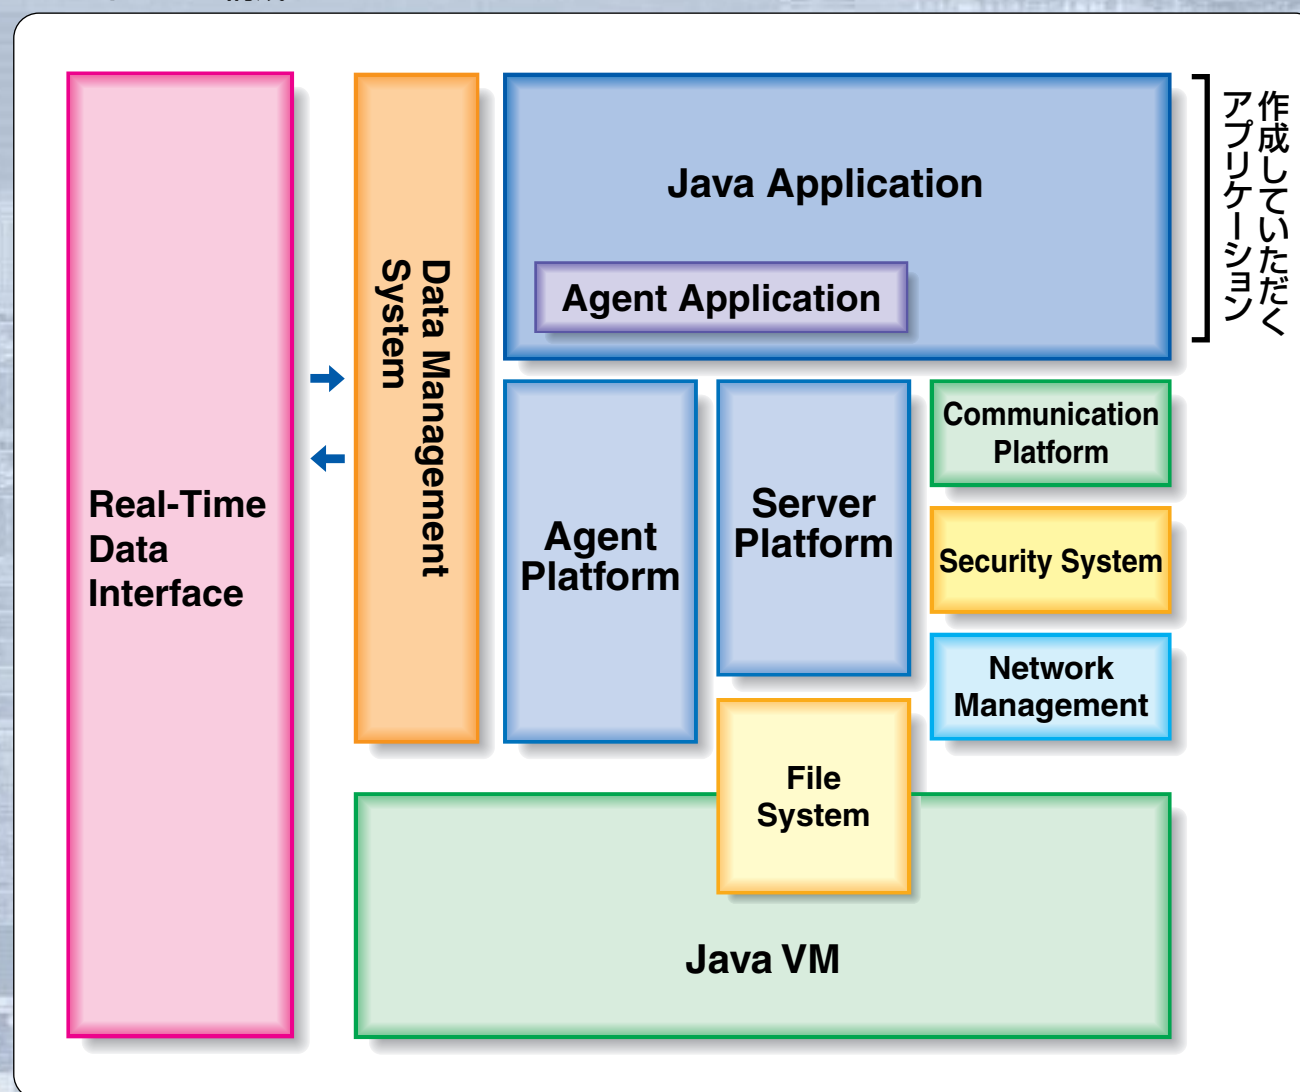 Real-Time
Data
Interface
Data Management
System
Java Application
Agent Application
作成していただく
アプリケーション
Agent
Platform
Server
Platform
Communication
Platform
Security System
Network
Management
File
System
Java VM